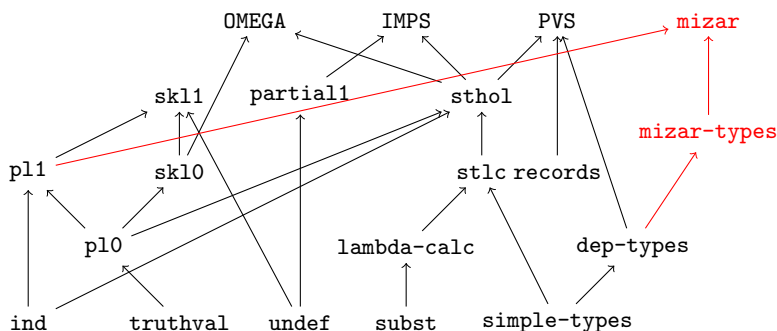 OMEGA IMPS PVS mizar
skl1 partial1 sthol
mizar-types
pl1 skl0 stlc records
pl0 lambda-calc dep-types
ind truthval undef subst simple-types